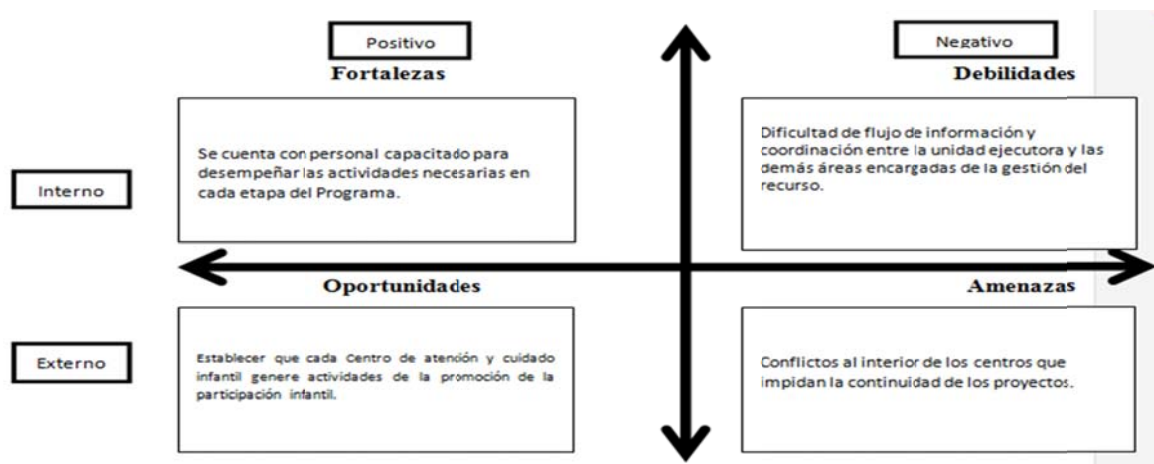 Positivo
Negativo
Fortalezas
Debilidades
Interno
Se cuenta con personal capacitado para
desempeñar las actividades necesarias en
cada etapa del Programa.
Dificultad de flujo de información y
coordinación entre la unidad ejecutora y las
demás áreas encargadas de la gestión del
recurso.
Oportunidades
Amenazas
Externo
Establecer que cada Centro de atención y cuidado
infantil genere actividades de la promoción de la
participación infantil.
Conflictos al interior de los centros que
impidan la continuidad de los proyectos.